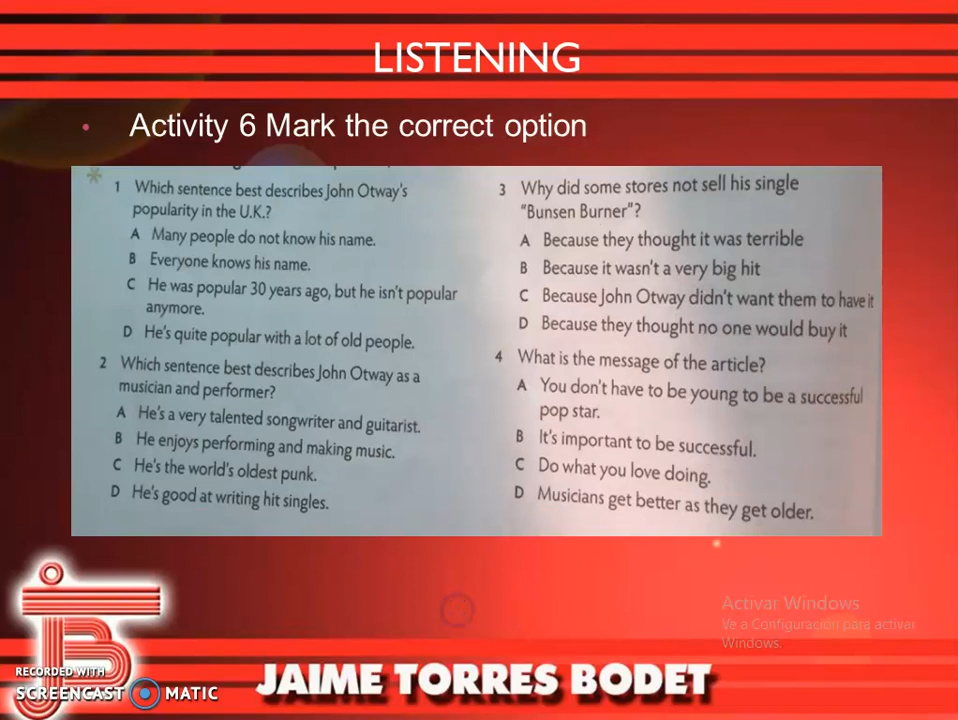 LISTENING
• Activity 6 Mark the correct option
1 Which sentence best describes John Otway's
popularity in the U.K.?
A Many people do not know his name.
B Everyone knows his name.
C He was popular 30 years ago, but he isn't popular
anymore.
D He's quite popular with a lot of old people.
2 Which sentence best describes John Otway as a
musician and performer?
A He's a very talented songwriter and guitarist.
B He enjoys performing and making music.
C He's the world's oldest punk.
D He's good at writing hit singles.
3 Why did some stores not sell his single
"Bunsen Burner"?
A Because they thought it was terrible
B Because it wasn't a very big hit
C Because John Otway didn't want them to have it
D Because they thought no one would buy it
4 What is the message of the article?
A You don't have to be young to be a successful
pop star.
B It's important to be successful.
C Do what you love doing.
D Musicians get better as they get older.
Activar Windows
Ve a Configuración para activar
Windows.
RECORDED WITH
SCREENCAST MATIC
JAIME TORRES BODET